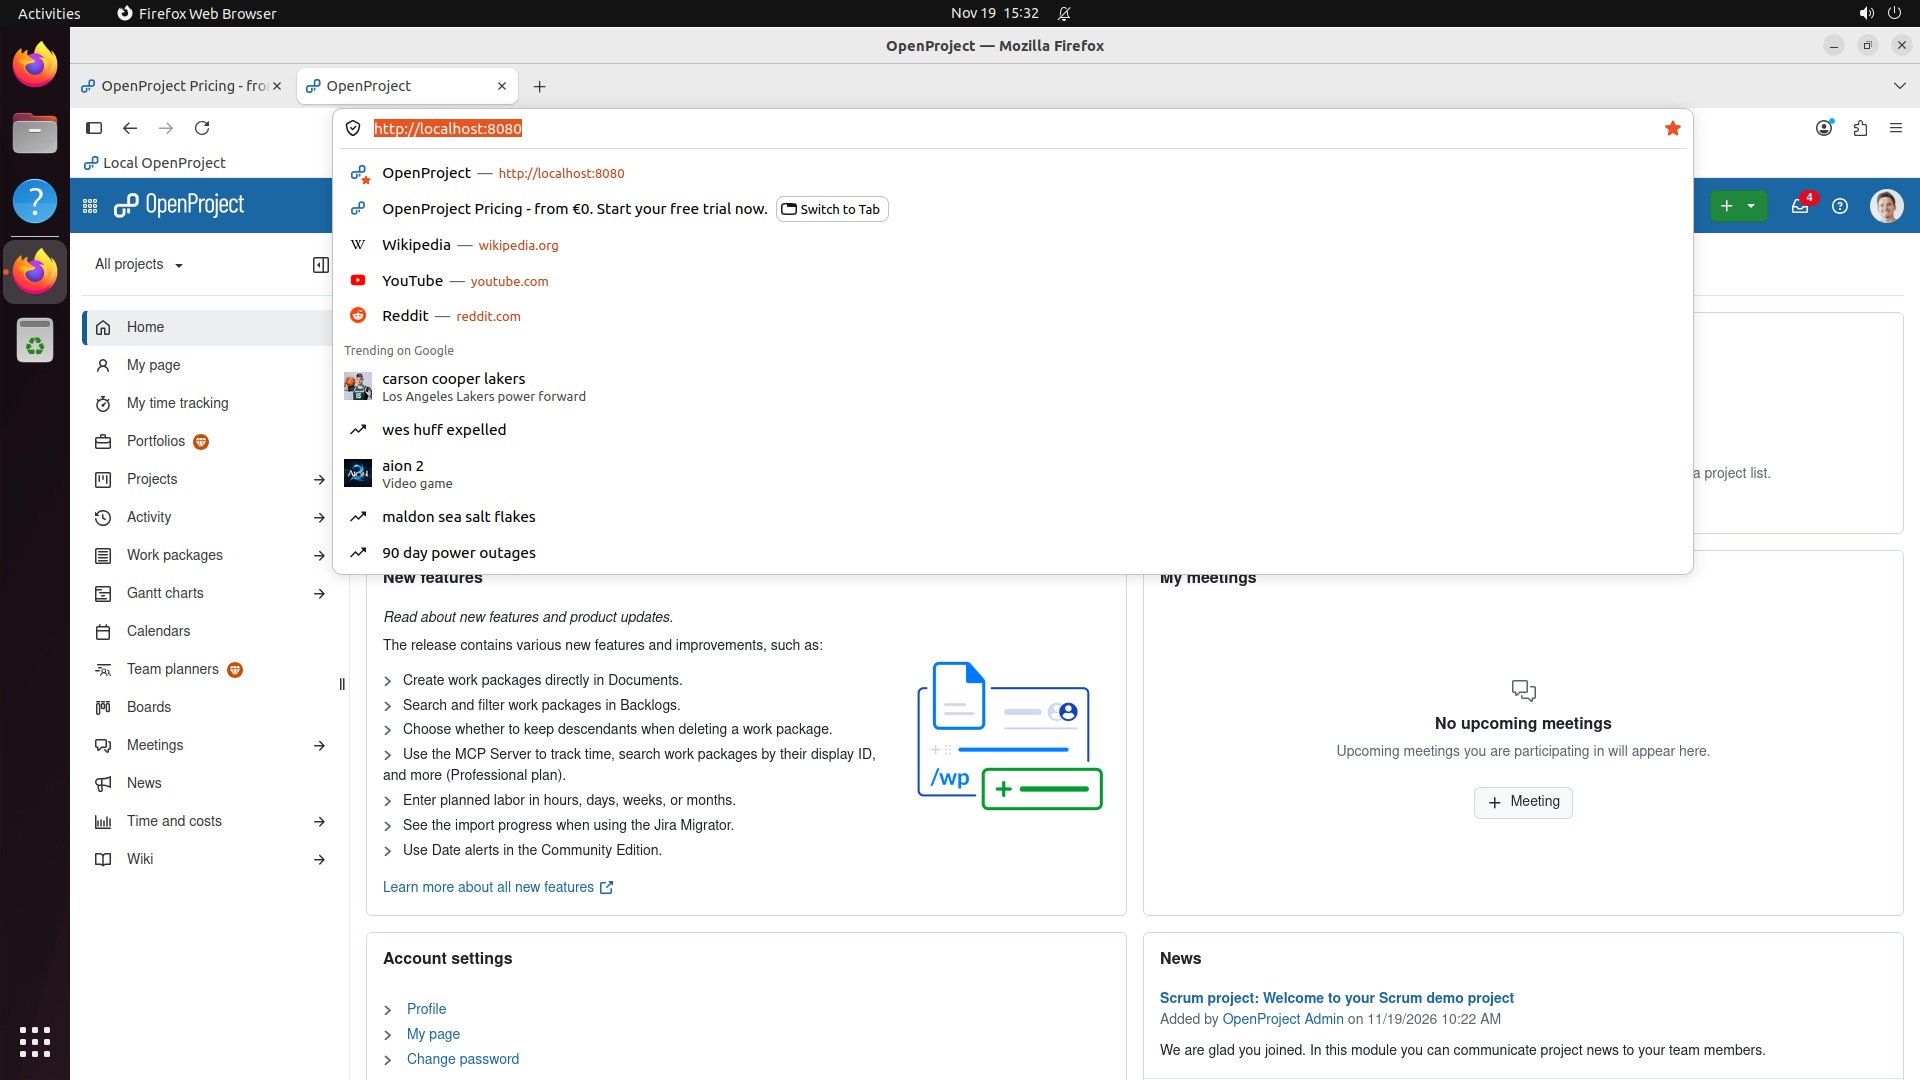 Activities
Firefox Web Browser
Nov 19 15:32
OpenProject — Mozilla Firefox
OpenProject Pricing - fro
OpenProject
http://localhost:8080
Local OpenProject
OpenProject — http://localhost:8080
OpenProject Pricing - from €0. Start your free trial now. Switch to Tab
Wikipedia — wikipedia.org
YouTube — youtube.com
Reddit — reddit.com
Trending on Google
carson cooper lakers
Los Angeles Lakers power forward
wes huff expelled
aion 2
Video game
maldon sea salt flakes
90 day power outages
OpenProject
4
All projects
Home
My page
My time tracking
Portfolios
Projects
Activity
Work packages
Gantt charts
Calendars
Team planners
Boards
Meetings
News
Time and costs
Wiki
a project list.
New features
Read about new features and product updates.
The release contains various new features and improvements, such as:
Create work packages directly in Documents.
Search and filter work packages in Backlogs.
Choose whether to keep descendants when deleting a work package.
Use the MCP Server to track time, search work packages by their display ID,
and more (Professional plan).
Enter planned labor in hours, days, weeks, or months.
See the import progress when using the Jira Migrator.
Use Date alerts in the Community Edition.
Learn more about all new features
/wp
My meetings
No upcoming meetings
Upcoming meetings you are participating in will appear here.
Meeting
Account settings
Profile
My page
Change password
News
Scrum project: Welcome to your Scrum demo project
Added by OpenProject Admin on 11/19/2026 10:22 AM
We are glad you joined. In this module you can communicate project news to your team members.